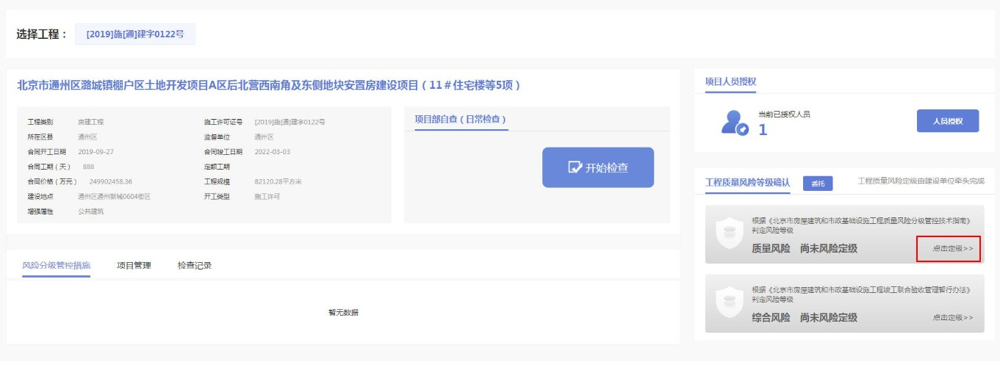 选择工程： [2019]施[通]建字0122号
北京市通州区潞城镇棚户区土地开发项目A区后北营西南角及东侧地块安置房建设项目（11＃住宅楼等5项）
工程类别 房建工程 施工许可证号 [2019]施[通]建字0122号
所在区县 通州区 监督单位 通州区
合同开工日期 2019-09-27 合同竣工日期 2022-03-03
合同工期（天） 888 定额工期
合同价格（万元） 249902458.36 工程规模 82120.28平方米
建设地点 通州区通州新城0604街区 开工类型 施工许可
增强属性 公共建筑
项目部自查（日常检查）
开始检查
风险分级管控措施 项目管理 检查记录
暂无数据
项目人员授权
当前已授权人员
1
人员授权
工程质量风险等级确认 委托 工程质量风险定级由建设单位牵头完成
根据《北京市房屋建筑和市政基础设施工程质量风险分级管控技术指南》
判定风险等级
质量风险 尚未风险定级 点击定级>>
根据《北京市房屋建筑和市政基础设施工程竣工联合验收管理暂行办法》
判定风险等级
综合风险 尚未风险定级 点击定级>>